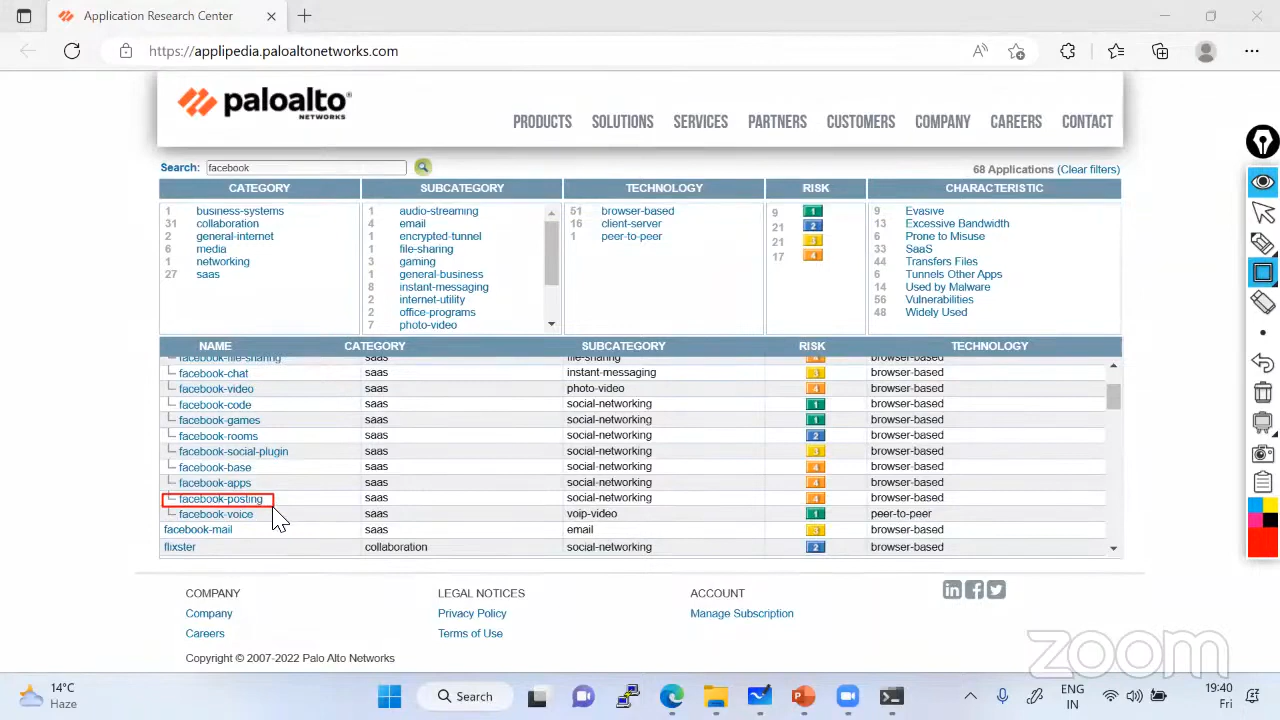 Application Research Center
https://applipedia.paloaltonetworks.com
paloalto®
NETWORKS
PRODUCTS SOLUTIONS SERVICES PARTNERS CUSTOMERS COMPANY CAREERS CONTACT
Search: facebook
68 Applications (Clear filters)
CATEGORY SUBCATEGORY TECHNOLOGY RISK CHARACTERISTIC
1 business-systems
31 collaboration
2 general-internet
6 media
1 networking
27 saas
1 audio-streaming
4 email
1 encrypted-tunnel
1 file-sharing
3 gaming
1 general-business
8 instant-messaging
2 internet-utility
2 office-programs
7 photo-video
51 browser-based
16 client-server
1 peer-to-peer
9 1
21 2
21 3
17 4
9 Evasive
13 Excessive Bandwidth
6 Prone to Misuse
33 SaaS
44 Transfers Files
6 Tunnels Other Apps
14 Used by Malware
56 Vulnerabilities
48 Widely Used
NAME CATEGORY SUBCATEGORY RISK TECHNOLOGY
facebook-file-sharing saas file-sharing 4 browser-based
facebook-chat saas instant-messaging 3 browser-based
facebook-video saas photo-video 4 browser-based
facebook-code saas social-networking 1 browser-based
facebook-games saas social-networking 1 browser-based
facebook-rooms saas social-networking 2 browser-based
facebook-social-plugin saas social-networking 3 browser-based
facebook-base saas social-networking 4 browser-based
facebook-apps saas social-networking 4 browser-based
facebook-posting saas social-networking 4 browser-based
facebook-voice saas voip-video 1 peer-to-peer
facebook-mail saas email 3 browser-based
flixster collaboration social-networking 2 browser-based
COMPANY
Company
Careers
LEGAL NOTICES
Privacy Policy
Terms of Use
ACCOUNT
Manage Subscription
Copyright © 2007-2022 Palo Alto Networks
zoom
14°C
Haze
Search
ENG
IN
19:40
Fri